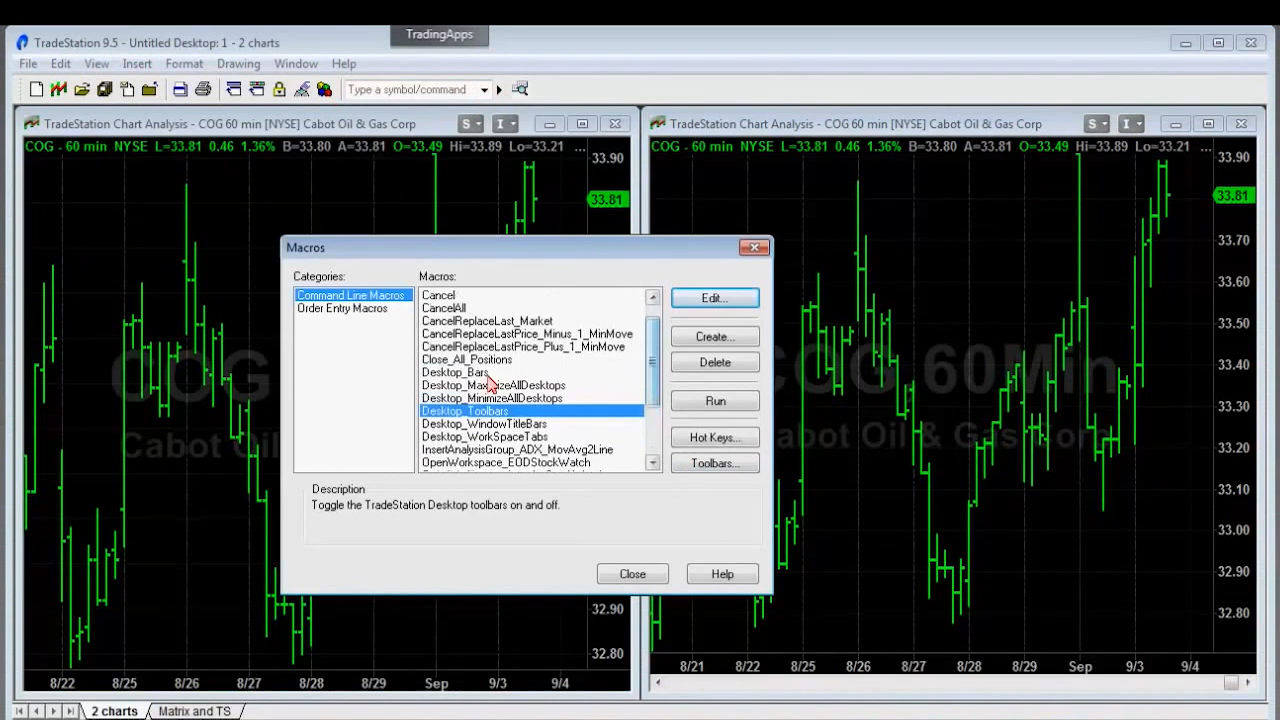 TradingApps
TradeStation 9.5 - Untitled Desktop: 1 - 2 charts
File Edit View Insert Format Drawing Window Help
Type a symbol/command
TradeStation Chart Analysis - COG 60 min [NYSE] Cabot Oil & Gas Corp
S
I
TradeStation Chart Analysis - COG 60 min [NYSE] Cabot Oil & Gas Corp
S
I
COG - 60 min NYSE L=33.81 0.46 1.36% B=33.80 A=33.81 O=33.49 Hi=33.89 Lo=33.21 ...
COG - 60 min NYSE L=33.81 0.46 1.36% B=33.80 A=33.81 O=33.49 Hi=33.89 Lo=33.21 ...
33.90
33.81
32.90
32.80
33.90
33.81
33.70
33.60
33.50
33.40
33.30
33.20
33.10
33.00
32.90
32.80
COG
Cabot Oil
COG 60Min
Cabot Oil & Gas Corp
Macros
Categories:
Command Line Macros
Order Entry Macros
Macros:
Cancel
CancelAll
CancelReplaceLast_Market
CancelReplaceLastPrice_Minus_1_MinMove
CancelReplaceLastPrice_Plus_1_MinMove
Close_All_Positions
Desktop_Bars
Desktop_MaximizeAllDesktops
Desktop_MinimizeAllDesktops
Desktop_Toolbars
Desktop_WindowTitleBars
Desktop_WorkSpaceTabs
InsertAnalysisGroup_ADX_MovAvg2Line
OpenWorkspace_EODStockWatch
Edit...
Create...
Delete
Run
Hot Keys...
Toolbars...
Description
Toggle the TradeStation Desktop toolbars on and off.
Close
Help
8/22 8/25 8/26 8/27 8/28 8/29 Sep 9/3 9/4
8/21 8/22 8/25 8/26 8/27 8/28 8/29 Sep 9/3 9/4
2 charts
Matrix and TS